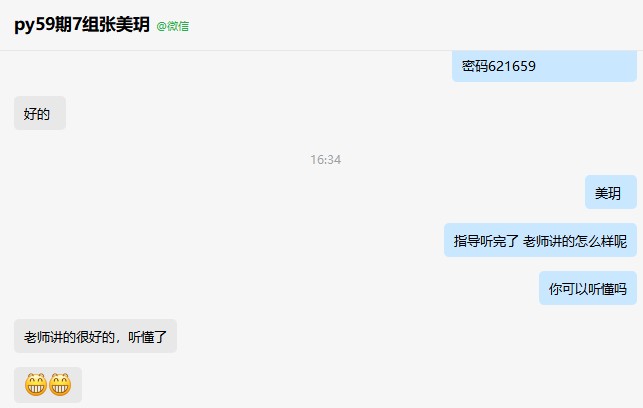 py59期7组张美玥 @微信
密码621659
好的
16:34
美玥
指导听完了 老师讲的怎么样呢
你可以听懂吗
老师讲的很好的，听懂了